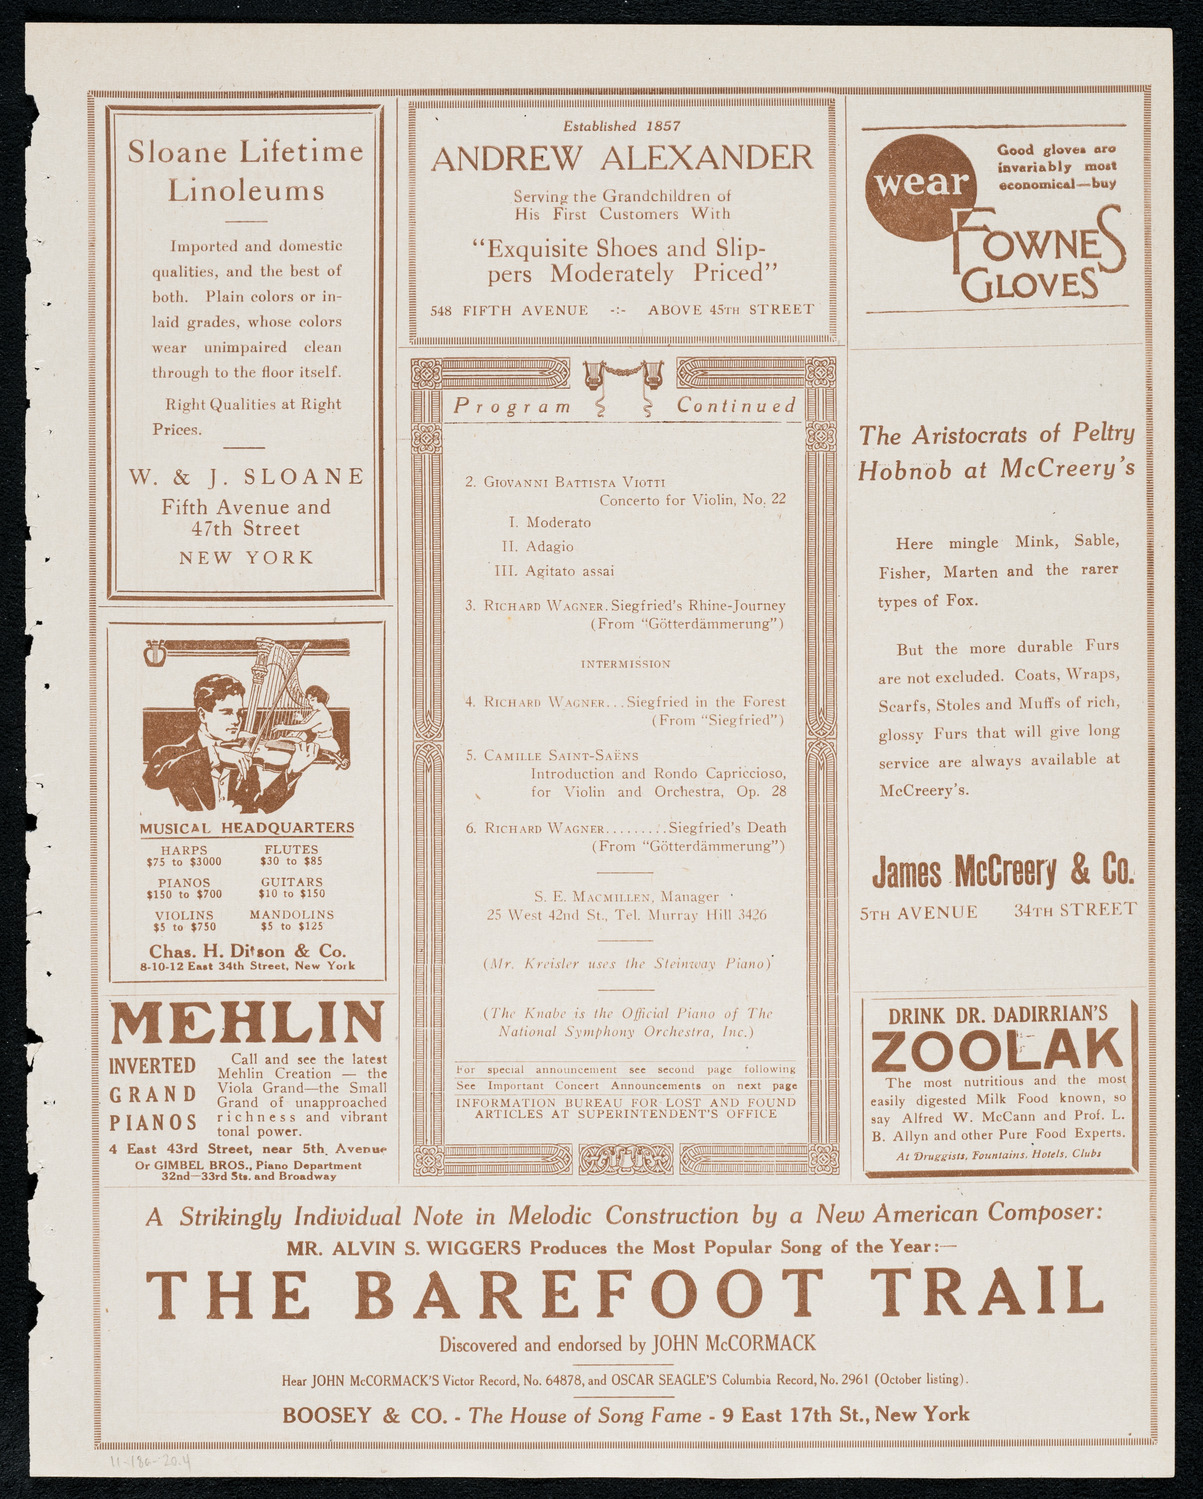 Sloane Lifetime
Linoleums
Imported and domestic
qualities, and the best of
both. Plain colors or in-
laid grades, whose colors
wear unimpaired clean
through to the floor itself.
Right Qualities at Right
Prices.
W. & J. SLOANE
Fifth Avenue and
47th Street
NEW YORK
MUSICAL HEADQUARTERS
HARPS FLUTES
$75 to $3000 $30 to $85
PIANOS GUITARS
$150 to $700 $10 to $150
VIOLINS MANDOLINS
$5 to $750 $5 to $125
Chas. H. Ditson & Co.
8-10-12 East 34th Street, New York
MEHLIN
INVERTED
GRAND
PIANOS
Call and see the latest
Mehlin Creation — the
Viola Grand—the Small
Grand of unapproached
richness and vibrant
tonal power.
4 East 43rd Street, near 5th Avenue
Or GIMBEL BROS., Piano Department
32nd—33rd Sts. and Broadway
Established 1857
ANDREW ALEXANDER
Serving the Grandchildren of
His First Customers With
"Exquisite Shoes and Slip-
pers Moderately Priced"
548 FIFTH AVENUE -:- ABOVE 45TH STREET
Program Continued
2. GIOVANNI BATTISTA VIOTTI
Concerto for Violin, No. 22
I. Moderato
II. Adagio
III. Agitato assai
3. RICHARD WAGNER. Siegfried's Rhine-Journey
(From "Götterdämmerung")
INTERMISSION
4. RICHARD WAGNER... Siegfried in the Forest
(From "Siegfried")
5. CAMILLE SAINT-SAËNS
Introduction and Rondo Capriccioso,
for Violin and Orchestra, Op. 28
6. RICHARD WAGNER......... Siegfried's Death
(From "Götterdämmerung")
S. E. MACMILLEN, Manager
25 West 42nd St., Tel. Murray Hill 3426
(Mr. Kreisler uses the Steinway Piano)
(The Knabe is the Official Piano of The
National Symphony Orchestra, Inc.)
For special announcement see second page following
See Important Concert Announcements on next page
INFORMATION BUREAU FOR LOST AND FOUND
ARTICLES AT SUPERINTENDENT'S OFFICE
wear
Good gloves are
invariably most
economical—buy
FOWNES
GLOVES
The Aristocrats of Peltry
Hobnob at McCreery's
Here mingle Mink, Sable,
Fisher, Marten and the rarer
types of Fox.
But the more durable Furs
are not excluded. Coats, Wraps,
Scarfs, Stoles and Muffs of rich,
glossy Furs that will give long
service are always available at
McCreery's.
James McCreery & Co.
5TH AVENUE 34TH STREET
DRINK DR. DADIRRIAN'S
ZOOLAK
The most nutritious and the most
easily digested Milk Food known, so
say Alfred W. McCann and Prof. L.
B. Allyn and other Pure Food Experts.
At Druggists, Fountains, Hotels, Clubs
A Strikingly Individual Note in Melodic Construction by a New American Composer:
MR. ALVIN S. WIGGERS Produces the Most Popular Song of the Year:—
THE BAREFOOT TRAIL
Discovered and endorsed by JOHN McCORMACK
Hear JOHN McCORMACK'S Victor Record, No. 64878, and OSCAR SEAGLE'S Columbia Record, No. 2961 (October listing).
BOOSEY & CO. - The House of Song Fame - 9 East 17th St., New York
11-180-20.4